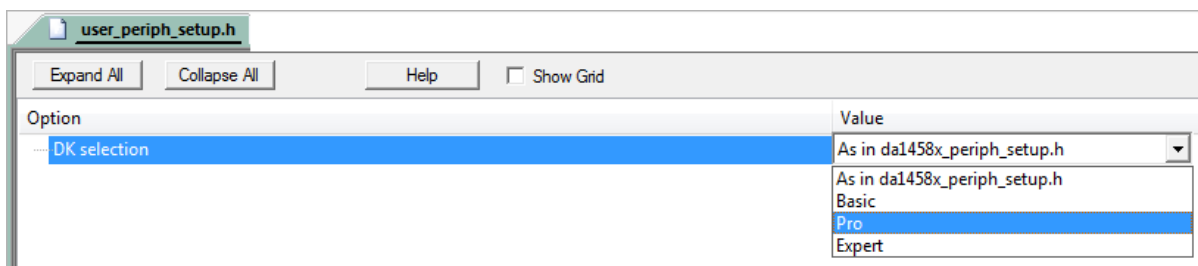 user_periph_setup.h
Expand All Collapse All Help Show Grid
Option Value
DK selection As in da1458x_periph_setup.h
As in da1458x_periph_setup.h
Basic
Pro
Expert